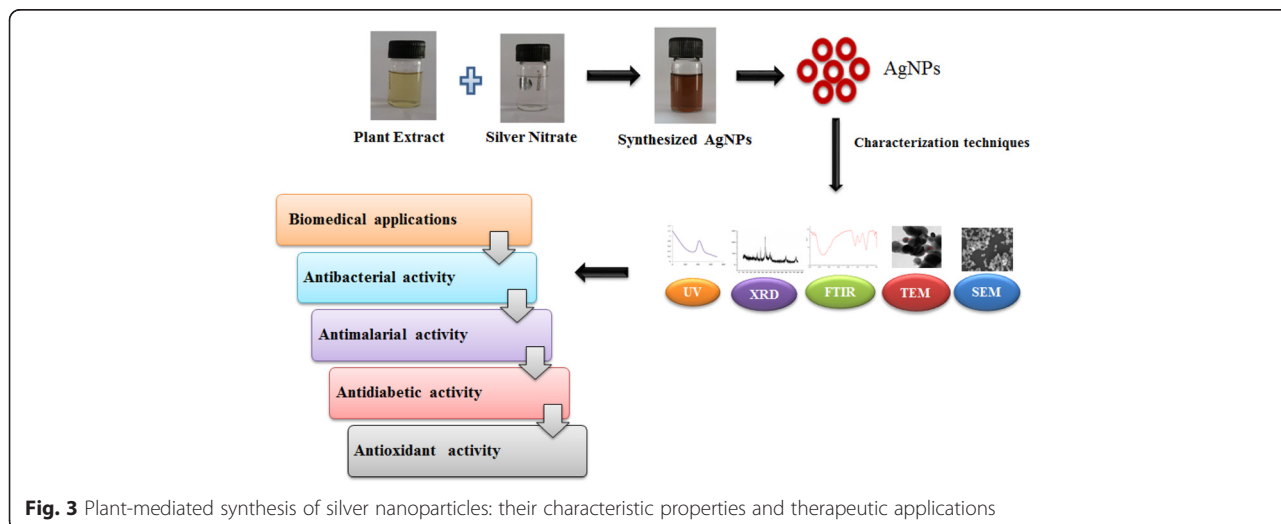 Plant Extract
Silver Nitrate
Synthesized AgNPs
AgNPs
Characterization techniques
UV
XRD
FTIR
TEM
SEM
Biomedical applications
Antibacterial activity
Antimalarial activity
Antidiabetic activity
Antioxidant activity
Fig. 3 Plant-mediated synthesis of silver nanoparticles: their characteristic properties and therapeutic applications